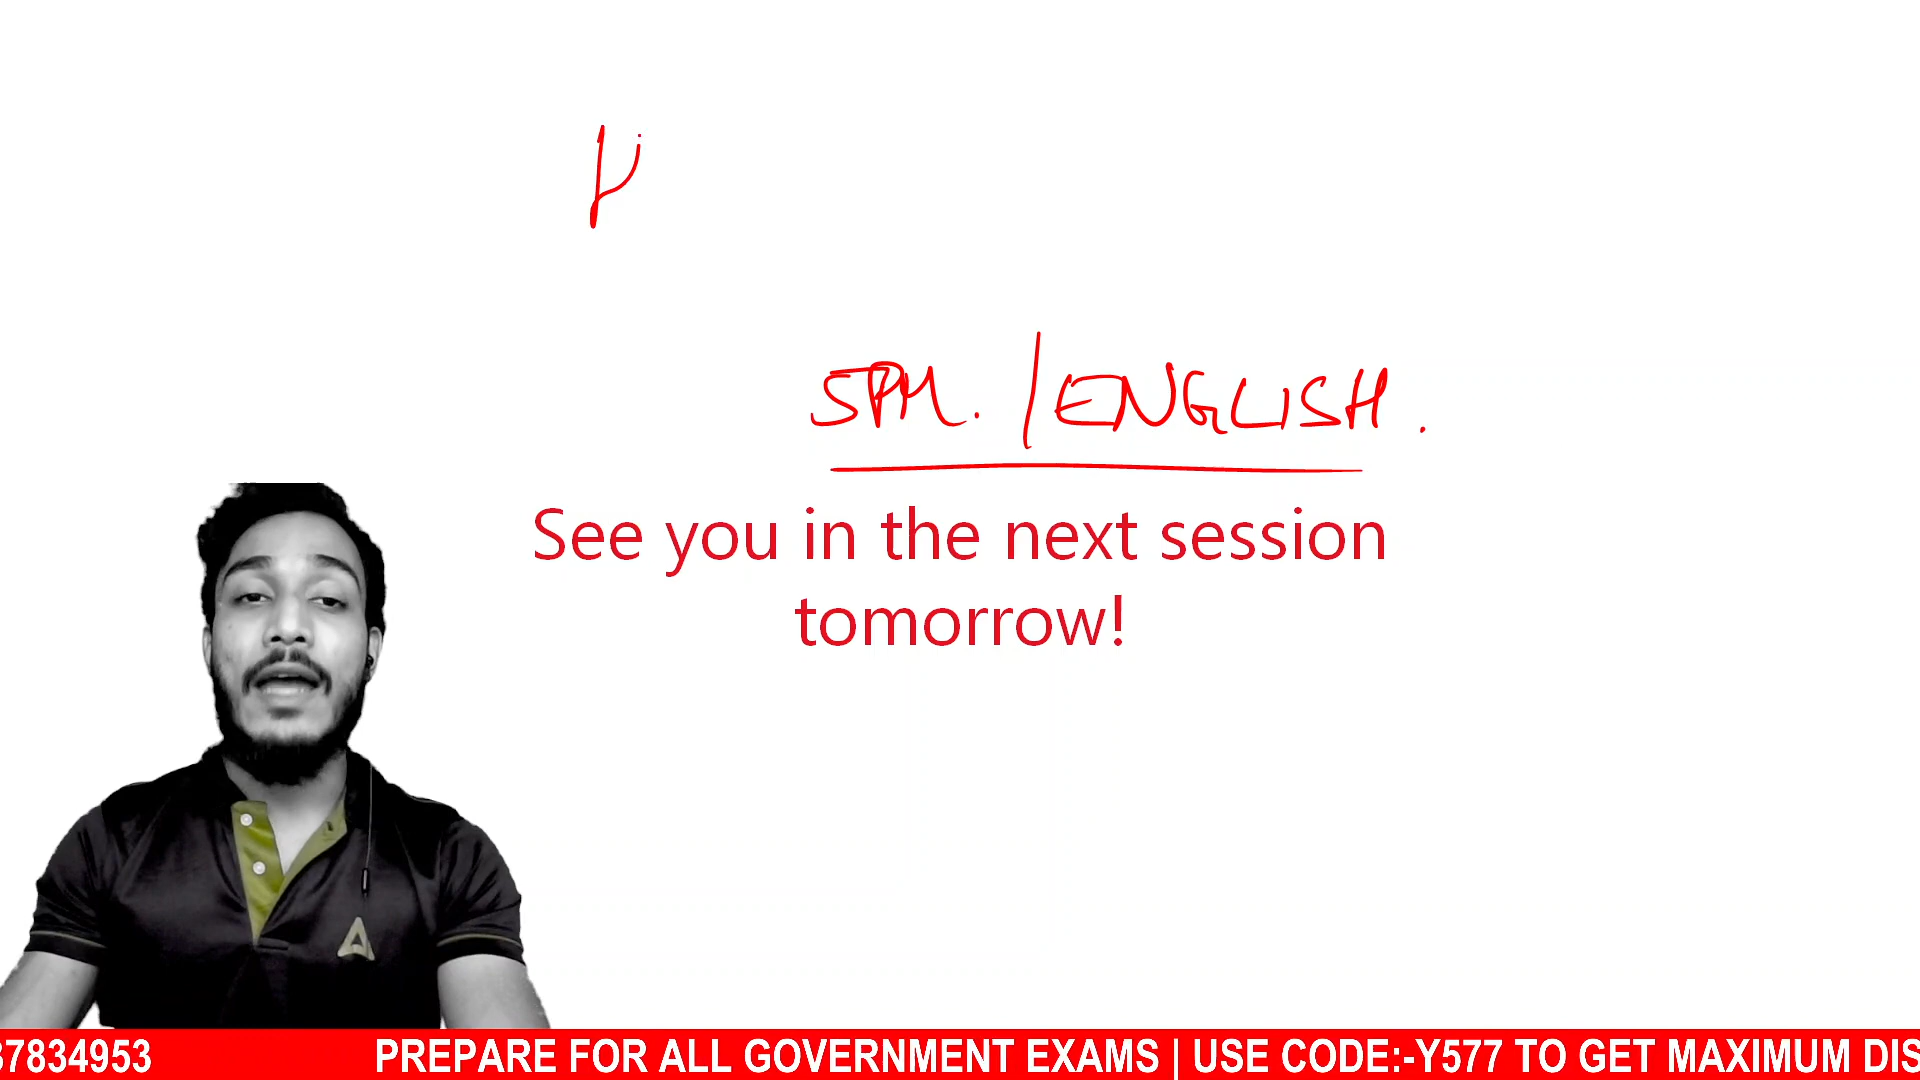 5PM. / ENGLISH.
See you in the next session
tomorrow!
37834953 PREPARE FOR ALL GOVERNMENT EXAMS | USE CODE:-Y577 TO GET MAXIMUM DIS